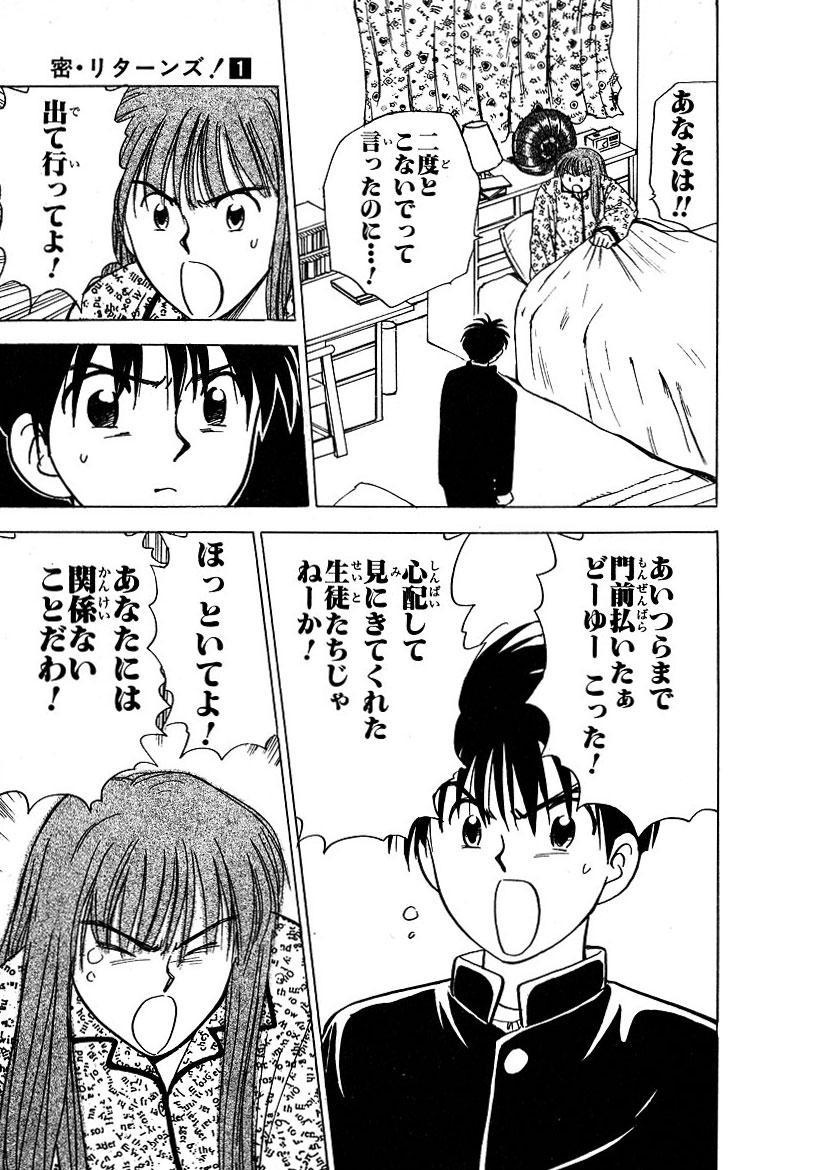 密・リターンズ！1
あなたは!!
二度と
こないでって
言ったのに…！
出て行ってよ！
あいつらまで
門前払いたぁ
どーゆーこった！
心配して
見にきてくれた
生徒たちじゃ
ねーか！
ほっといてよ！
あなたには
関係ない
ことだわ！